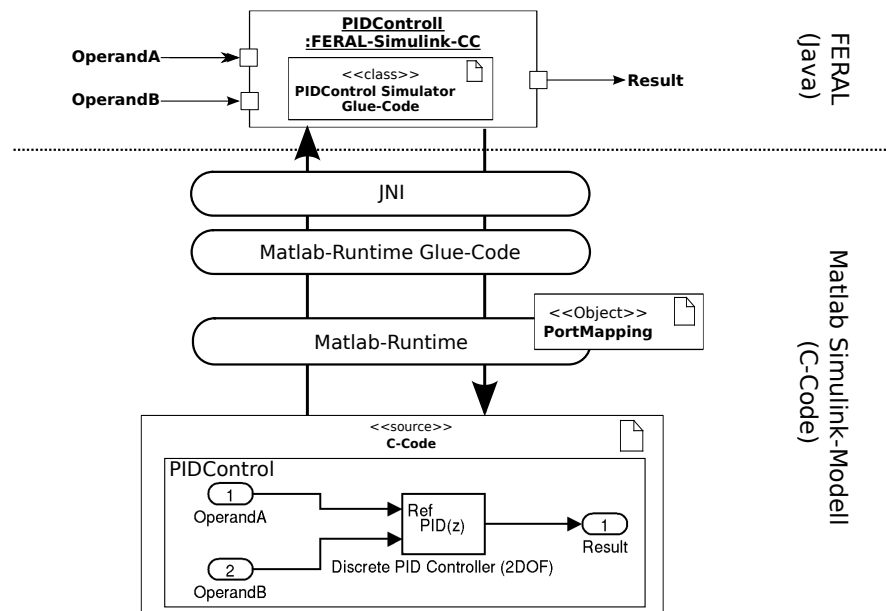 PIDControll
:FERAL-Simulink-CC
OperandA
OperandB
<<class>>
PIDControl Simulator
Glue-Code
Result
FERAL
(Java)
JNI
Matlab-Runtime Glue-Code
Matlab-Runtime
<<Object>>
PortMapping
Matlab Simulink-Modell
(C-Code)
<<source>>
C-Code
PIDControl
1
OperandA
2
OperandB
Ref
PID(z)
Discrete PID Controller (2DOF)
1
Result